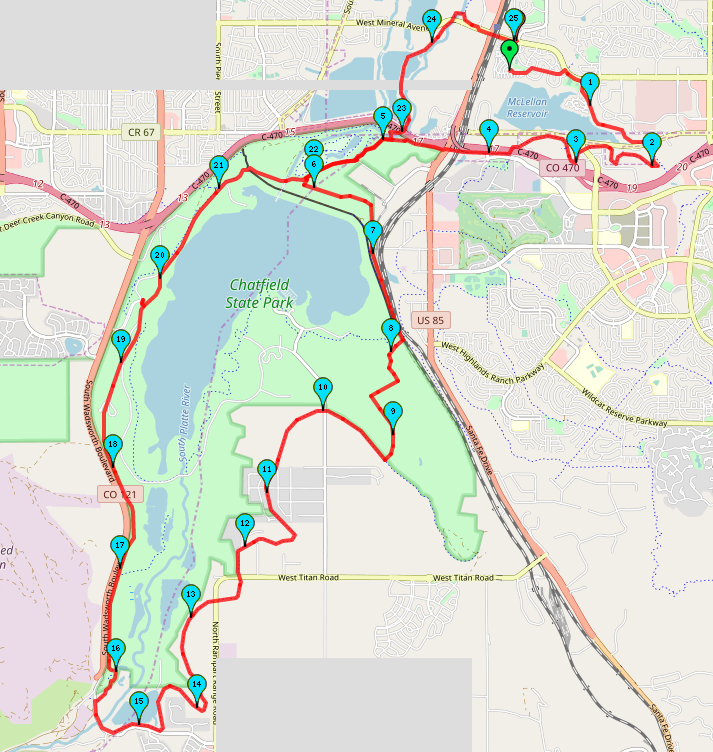 24
West Mineral Avenue
25
South Pier
Street
1
McLellan
Reservoir
5
23
CR 67
C-470
15
17
4
17
C-470
3
2
CO 470
20
19
C-470
22
6
21
C-470
13
12
C-470
13
Deer Creek Canyon Road
7
20
Chatfield
State Park
US 85
8
West Highlands Ranch Parkway
19
South Platte River
Wildcat Reserve Parkway
10
9
South Wadsworth Boulevard
Santa Fe Drive
18
11
CO 121
12
17
West Titan Road
West Titan Road
13
South Wadsworth Boulev
North Rampart Range Road
16
14
15
Santa Fe Drive